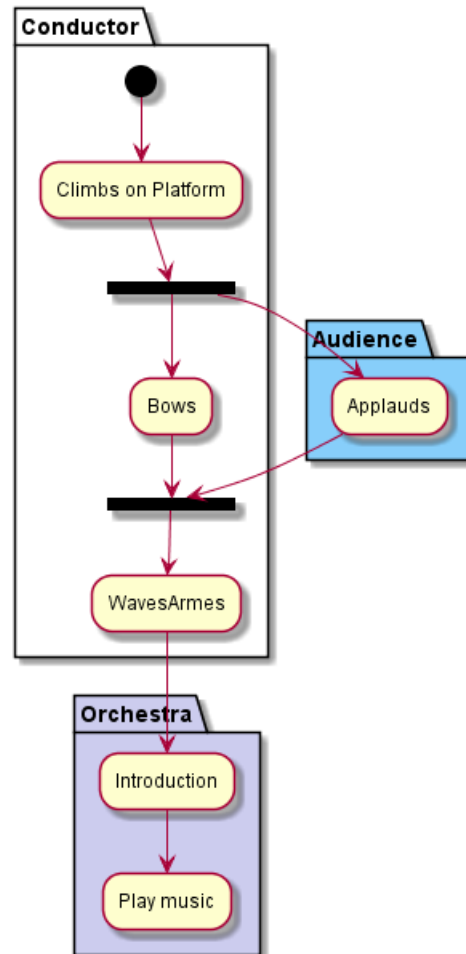 Conductor
Climbs on Platform
Audience
Bows
Applauds
WavesArmes
Orchestra
Introduction
Play music